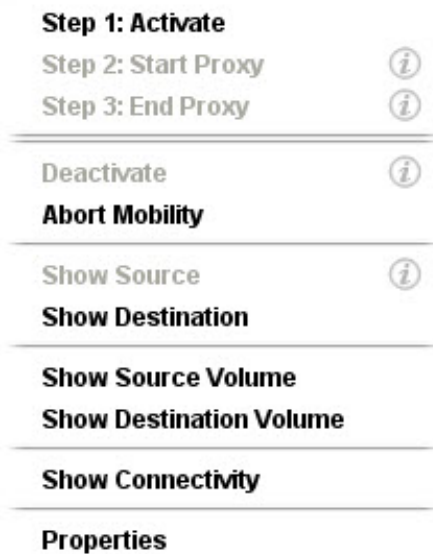 Step 1: Activate
Step 2: Start Proxy
Step 3: End Proxy
Deactivate
Abort Mobility
Show Source
Show Destination
Show Source Volume
Show Destination Volume
Show Connectivity
Properties